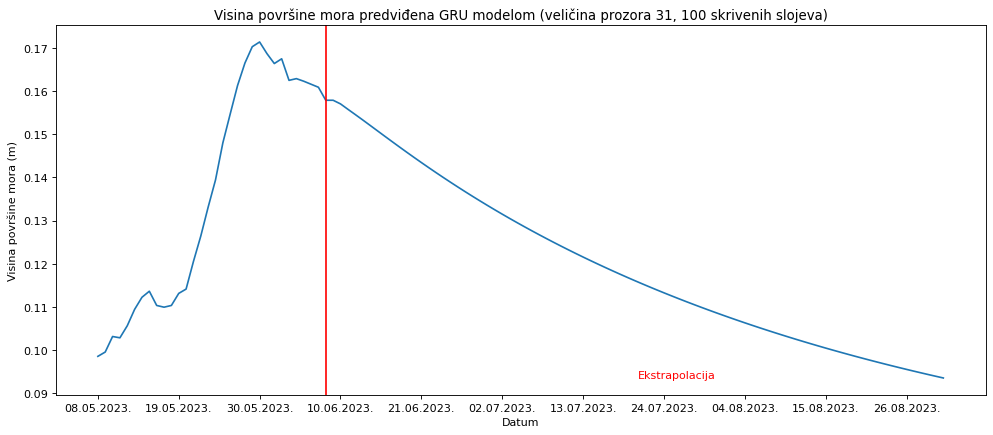 Visina površine mora predviđena GRU modelom (veličina prozora 31, 100 skrivenih slojeva)
Visina površine mora (m)
0.17
0.16
0.15
0.14
0.13
0.12
0.11
0.10
0.09
Ekstrapolacija
08.05.2023. 19.05.2023. 30.05.2023. 10.06.2023. 21.06.2023. 02.07.2023. 13.07.2023. 24.07.2023. 04.08.2023. 15.08.2023. 26.08.2023.
Datum